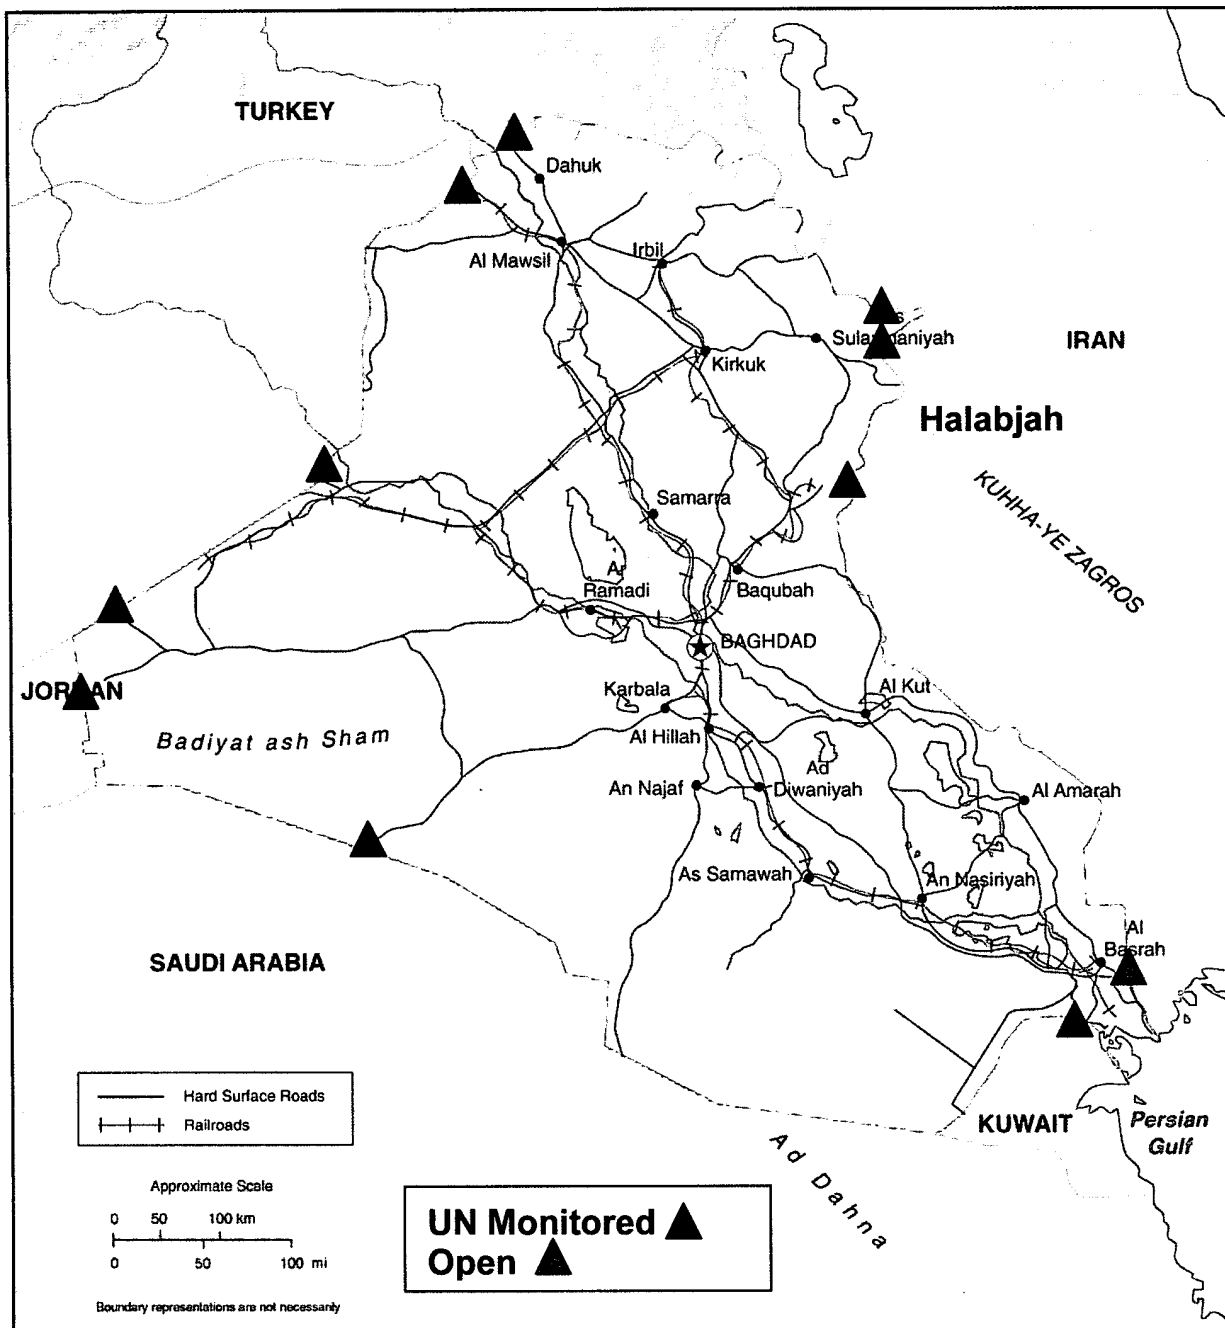 TURKEY
Dahuk
Al Mawsil
Irbil
Kirkuk
IRAN
Halabjah
KUHHA-YE ZAGROS
Samarra
Ramadi
Baqubah
BAGHDAD
Karbala
Al Kut
Badiyat ash Sham
Al Hillah
Ad
Diwaniyah
An Najaf
Al Amarah
As Samawah
An Nasiriyah
Al
Basrah
SAUDI ARABIA
Hard Surface Roads
Railroads
KUWAIT
Persian
Gulf
Ad Dahna
Approximate Scale
0 50 100 km
0 50 100 mi
UN Monitored
Open
Boundary representations are not necessarily